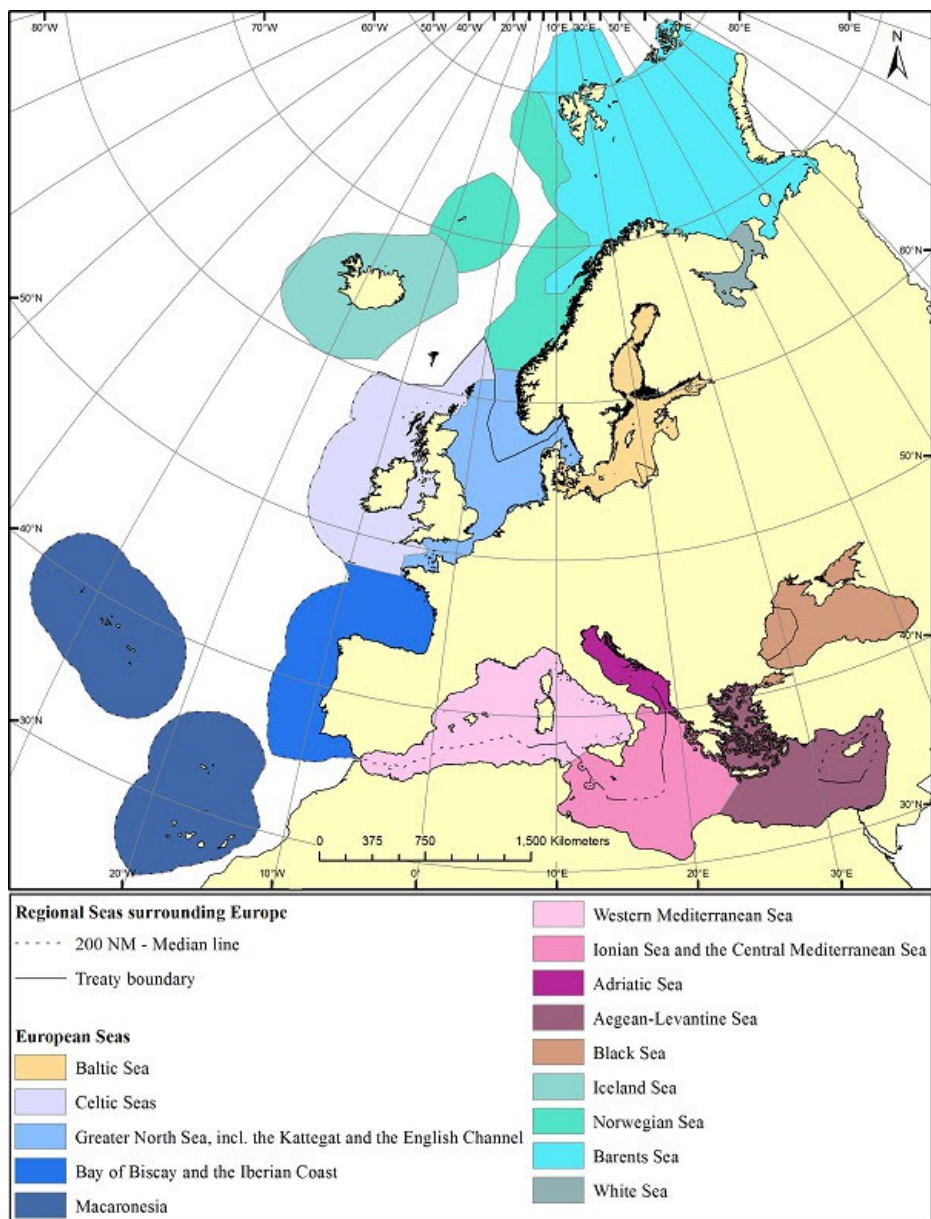 80°W 70°W 60°W 50°W 40°W 30°W 20°W 10°W 0° 10°E 30°E 50°E 60°E 70°E 80°E 90°E
N
60°N
50°N
50°N
40°N
40°N
30°N
30°N
0 375 750 1,500 Kilometers
20°W 10°W 0° 10°E 20°E 30°E
Regional Seas surrounding Europe
200 NM - Median line
Treaty boundary
European Seas
Baltic Sea
Celtic Seas
Greater North Sea, incl. the Kattegat and the English Channel
Bay of Biscay and the Iberian Coast
Macaronesia
Western Mediterranean Sea
Ionian Sea and the Central Mediterranean Sea
Adriatic Sea
Aegean-Levantine Sea
Black Sea
Iceland Sea
Norwegian Sea
Barents Sea
White Sea